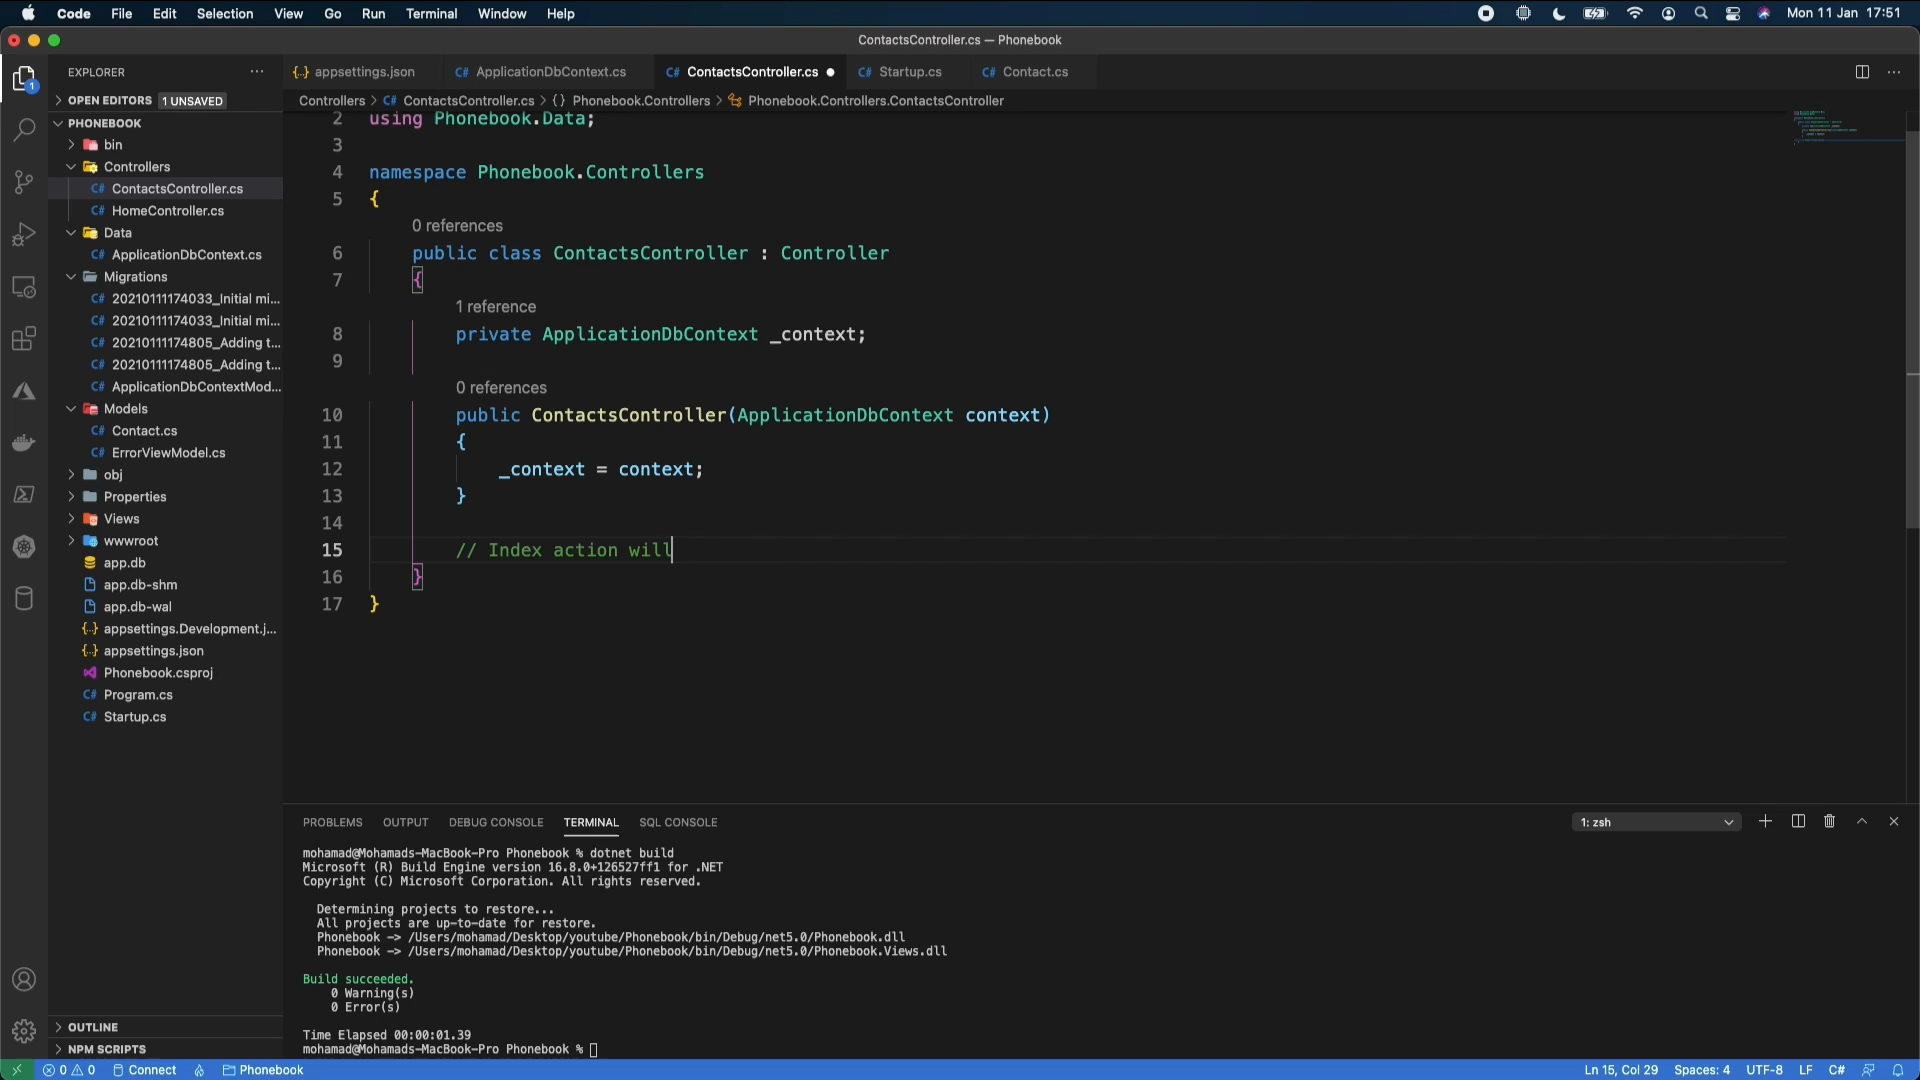 Code File Edit Selection View Go Run Terminal Window Help Mon 11 Jan 17:51
ContactsController.cs — Phonebook
EXPLORER
appsettings.json C# ApplicationDbContext.cs C# ContactsController.cs C# Startup.cs C# Contact.cs
OPEN EDITORS 1 UNSAVED
Controllers > C# ContactsController.cs > {} Phonebook.Controllers > Phonebook.Controllers.ContactsController
PHONEBOOK
bin
Controllers
C# ContactsController.cs
C# HomeController.cs
Data
C# ApplicationDbContext.cs
Migrations
C# 20210111174033_Initial mi...
C# 20210111174033_Initial mi...
C# 20210111174805_Adding t...
C# 20210111174805_Adding t...
C# ApplicationDbContextMod...
Models
C# Contact.cs
C# ErrorViewModel.cs
obj
Properties
Views
wwwroot
app.db
app.db-shm
app.db-wal
appsettings.Development.j...
appsettings.json
Phonebook.csproj
C# Program.cs
C# Startup.cs
OUTLINE
NPM SCRIPTS
2 using Phonebook.Data;
3
4 namespace Phonebook.Controllers
5 {
0 references
6 public class ContactsController : Controller
7 {
1 reference
8 private ApplicationDbContext _context;
9
0 references
10 public ContactsController(ApplicationDbContext context)
11 {
12 _context = context;
13 }
14
15 // Index action will
16 }
17 }
PROBLEMS OUTPUT DEBUG CONSOLE TERMINAL SQL CONSOLE 1: zsh
mohamad@Mohamads-MacBook-Pro Phonebook % dotnet build
Microsoft (R) Build Engine version 16.8.0+126527ff1 for .NET
Copyright (C) Microsoft Corporation. All rights reserved.
Determining projects to restore...
All projects are up-to-date for restore.
Phonebook -> /Users/mohamad/Desktop/youtube/Phonebook/bin/Debug/net5.0/Phonebook.dll
Phonebook -> /Users/mohamad/Desktop/youtube/Phonebook/bin/Debug/net5.0/Phonebook.Views.dll
Build succeeded.
0 Warning(s)
0 Error(s)
Time Elapsed 00:00:01.39
mohamad@Mohamads-MacBook-Pro Phonebook %
0 0 Connect Phonebook Ln 15, Col 29 Spaces: 4 UTF-8 LF C#